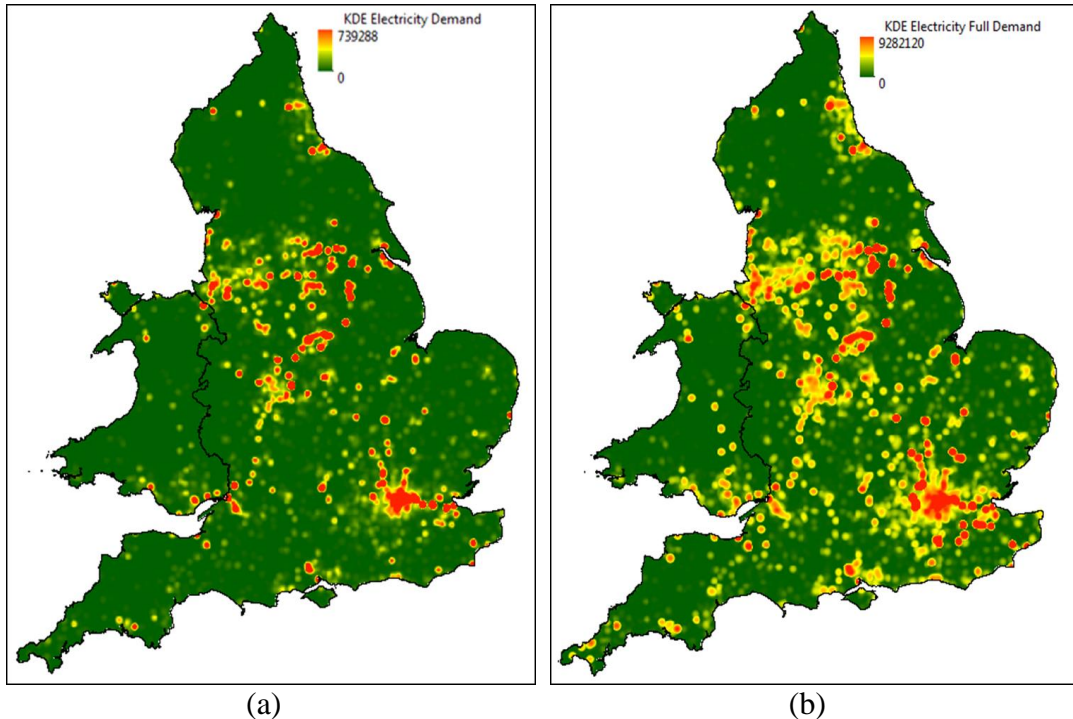 KDE Electricity Demand
739288
0
KDE Electricity Full Demand
9282120
0
(a)
(b)